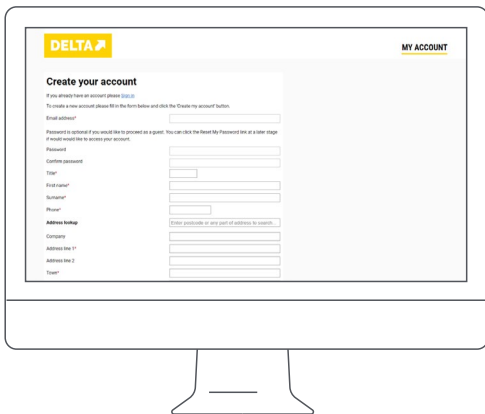 DELTA
MY ACCOUNT
Create your account
If you already have an account please Sign in
To create a new account please fill in the form below and click the 'Create my account' button.
Email address*
Password is optional if you would like to proceed as a guest. You can click the Reset My Password link at a later stage
if would would like to access your account.
Password
Confirm password
Title*
First name*
Surname*
Phone*
Address lookup
Enter postcode or any part of address to search...
Company
Address line 1*
Address line 2
Town*